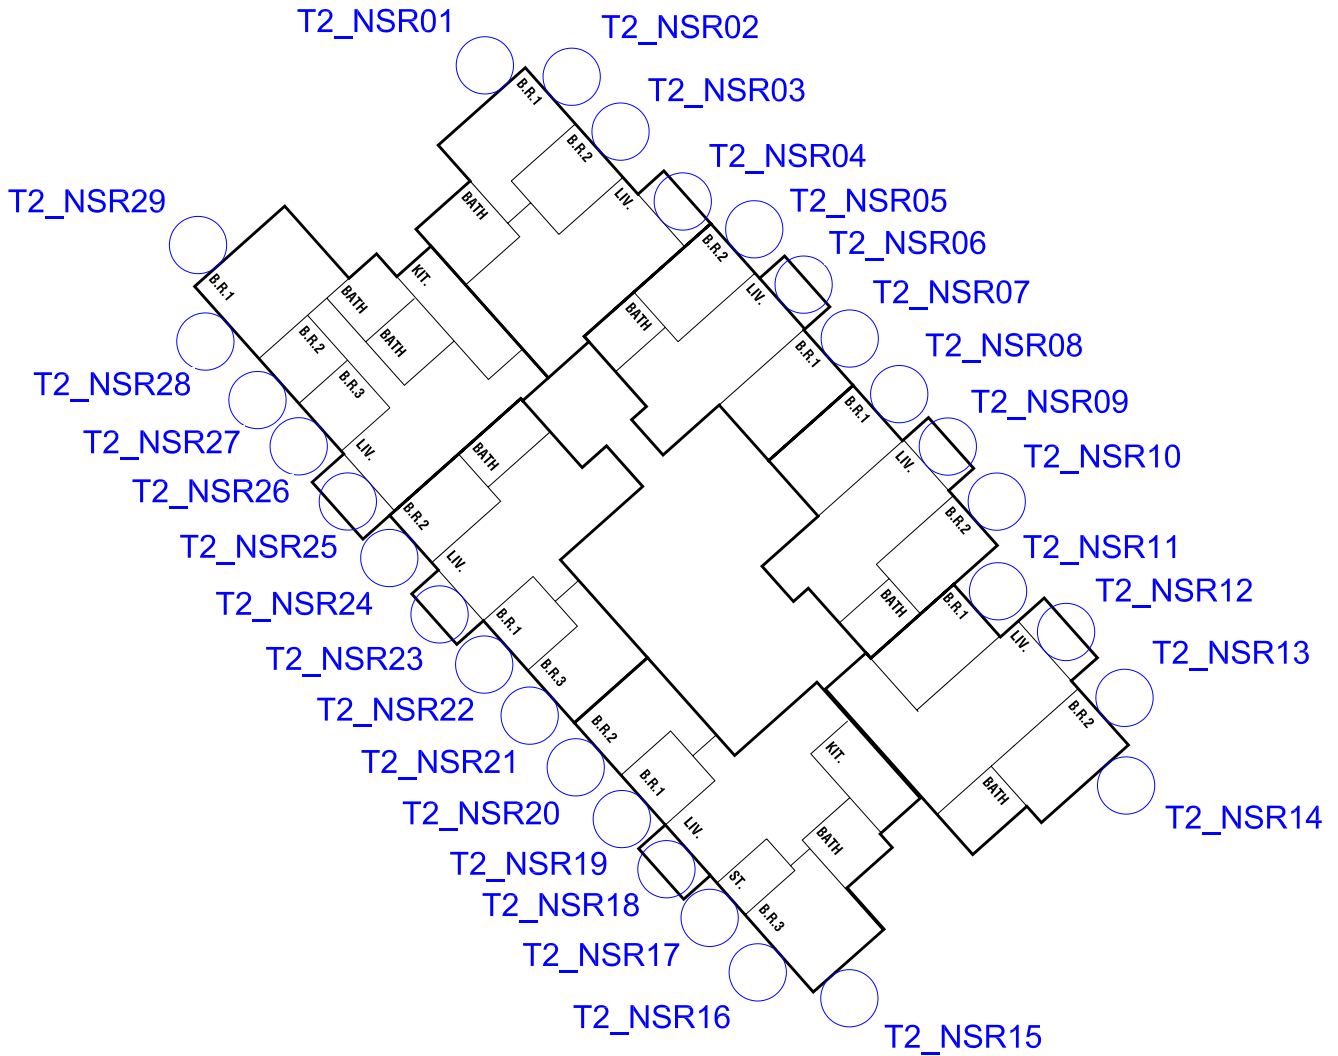 T2_NSR01
T2_NSR02
T2_NSR03
T2_NSR04
T2_NSR05
T2_NSR06
T2_NSR07
T2_NSR08
T2_NSR09
T2_NSR10
T2_NSR11
T2_NSR12
T2_NSR13
T2_NSR14
T2_NSR15
T2_NSR16
T2_NSR17
T2_NSR18
T2_NSR19
T2_NSR20
T2_NSR21
T2_NSR22
T2_NSR23
T2_NSR24
T2_NSR25
T2_NSR26
T2_NSR27
T2_NSR28
T2_NSR29
B.R.1
B.R.2
LIV.
BATH
KIT.
B.R.2
LIV.
BATH
B.R.1
B.R.1
LIV.
B.R.2
BATH
B.R.1
LIV.
B.R.2
BATH
KIT.
BATH
B.R.2
B.R.1
LIV.
ST.
B.R.3
BATH
B.R.2
LIV.
B.R.1
B.R.3
B.R.1
BATH
BATH
B.R.2
B.R.3
LIV.